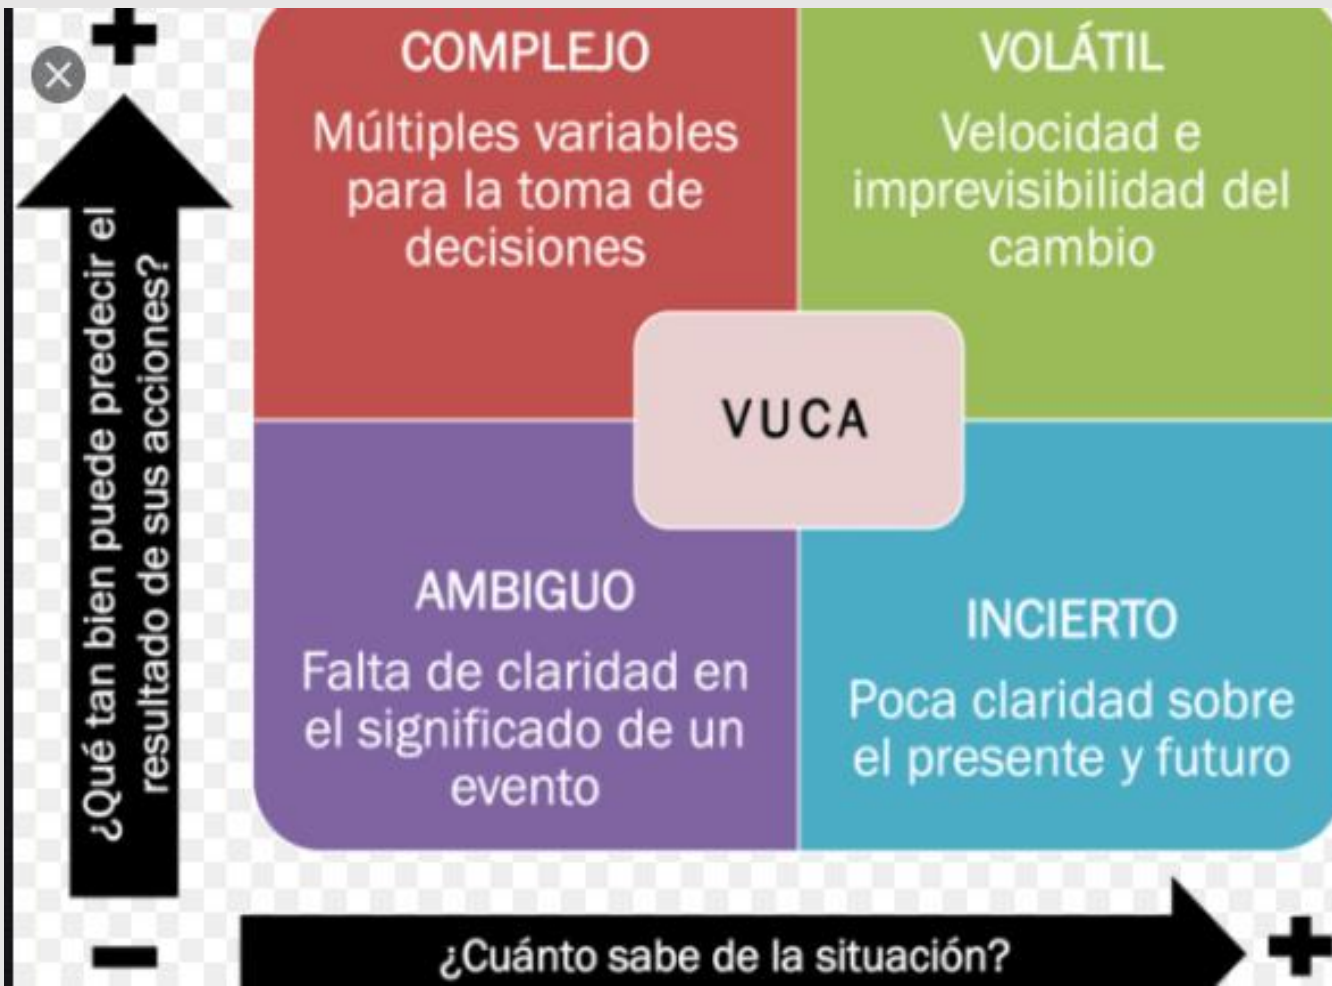 +
¿Qué tan bien puede predecir el
resultado de sus acciones?
−
COMPLEJO
Múltiples variables
para la toma de
decisiones
VOLÁTIL
Velocidad e
imprevisibilidad del
cambio
VUCA
AMBIGUO
Falta de claridad en
el significado de un
evento
INCIERTO
Poca claridad sobre
el presente y futuro
¿Cuánto sabe de la situación?
+